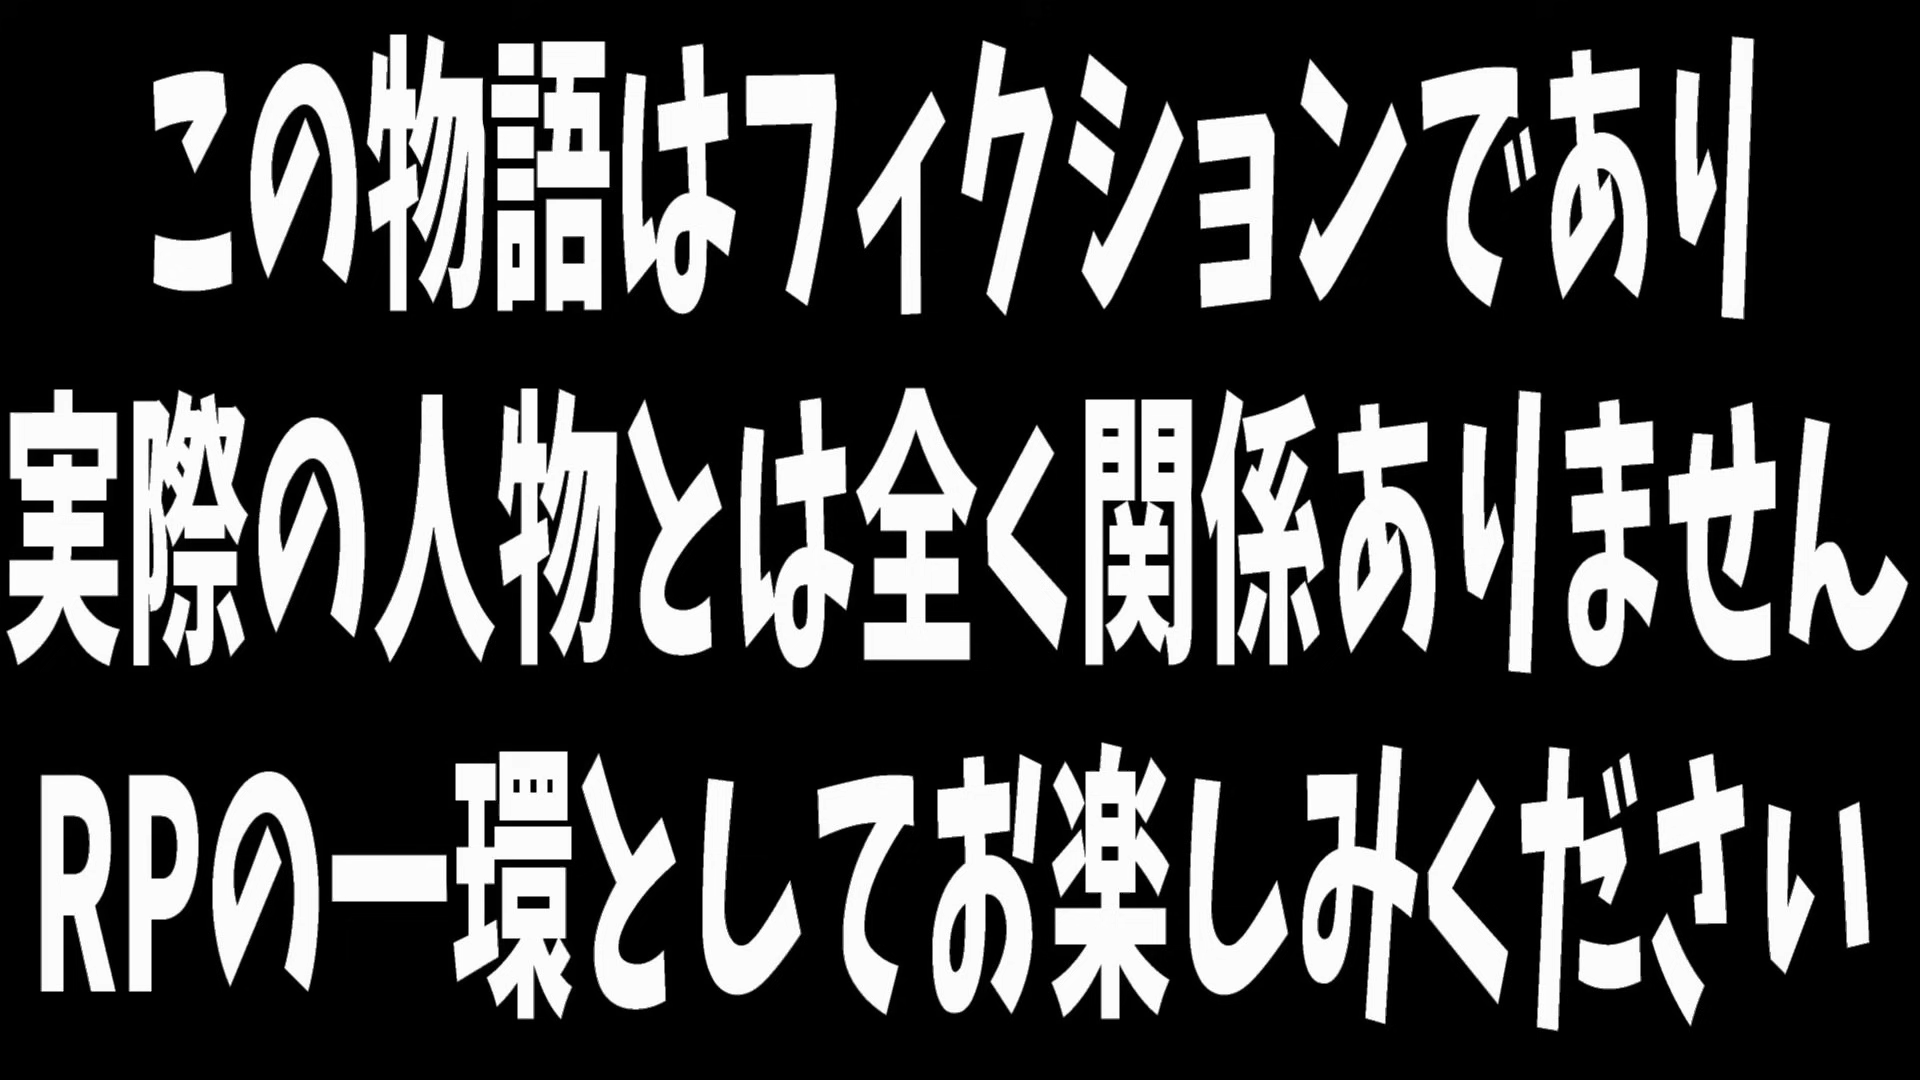 この物語はフィクションであり
実際の人物とは全く関係ありません
RPの一環としてお楽しみください